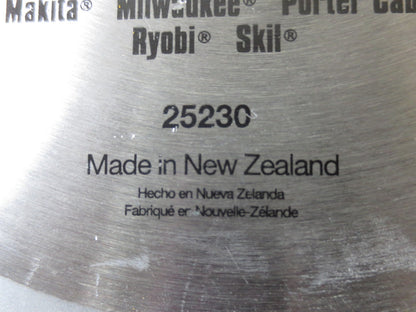 Makita® Milwaukee® Porter Cab
Ryobi® Skil®
25230
Made in New Zealand
Hecho en Nueva Zelanda
Fabriqué en Nouvelle-Zélande